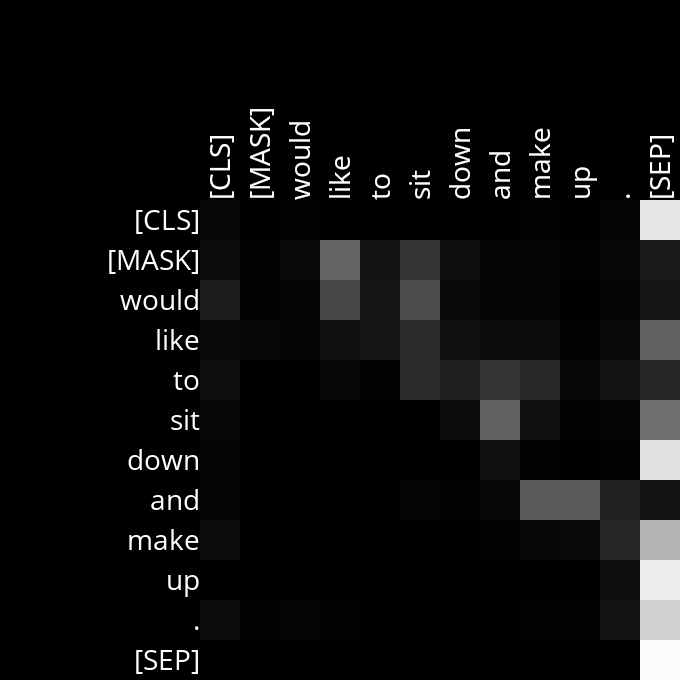 [CLS] [MASK] would like to sit down and make up . [SEP]
[CLS]
[MASK]
would
like
to
sit
down
and
make
up
.
[SEP]